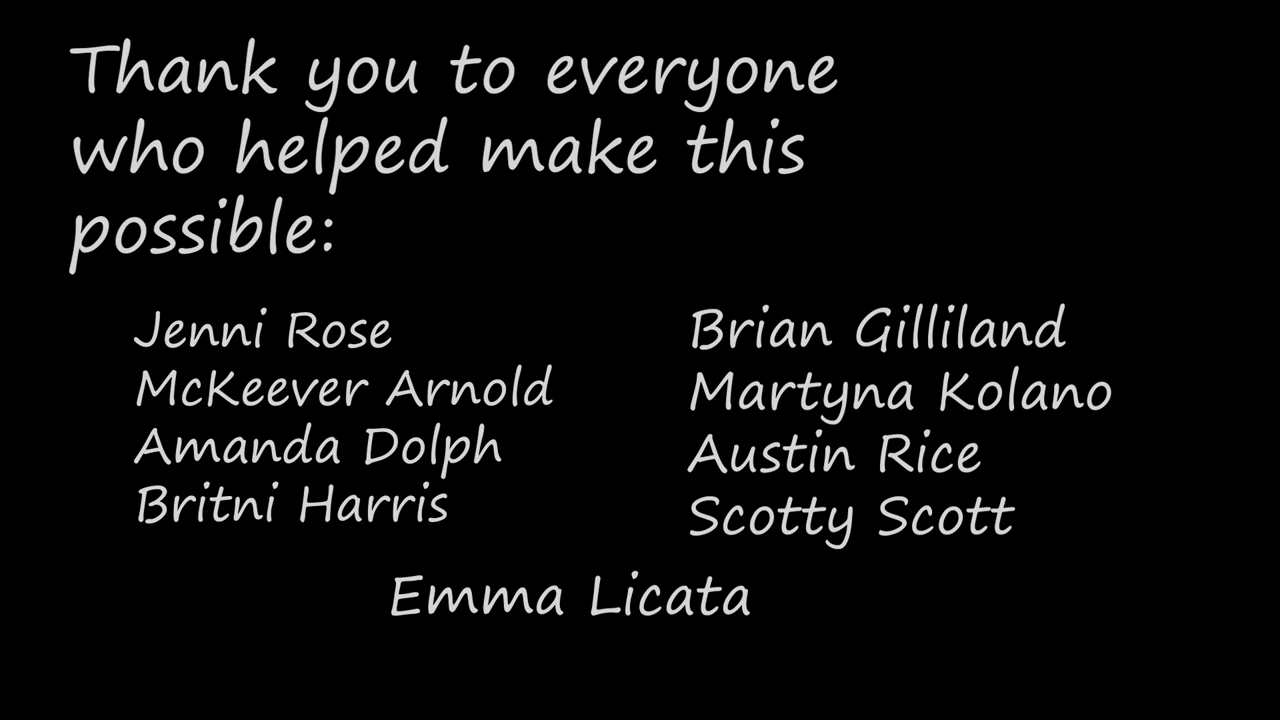 Thank you to everyone
who helped make this
possible:
Jenni Rose
McKeever Arnold
Amanda Dolph
Britni Harris
Brian Gilliland
Martyna Kolano
Austin Rice
Scotty Scott
Emma Licata